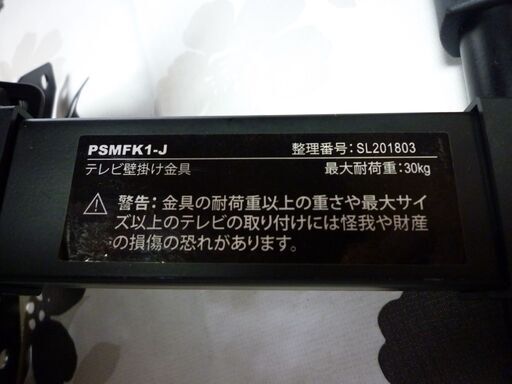 PSMFK1-J 整理番号：SL201803
テレビ壁掛け金具 最大耐荷重：30kg
警告：金具の耐荷重以上の重さや最大サイ
ズ以上のテレビの取り付けには怪我や財産
の損傷の恐れがあります。